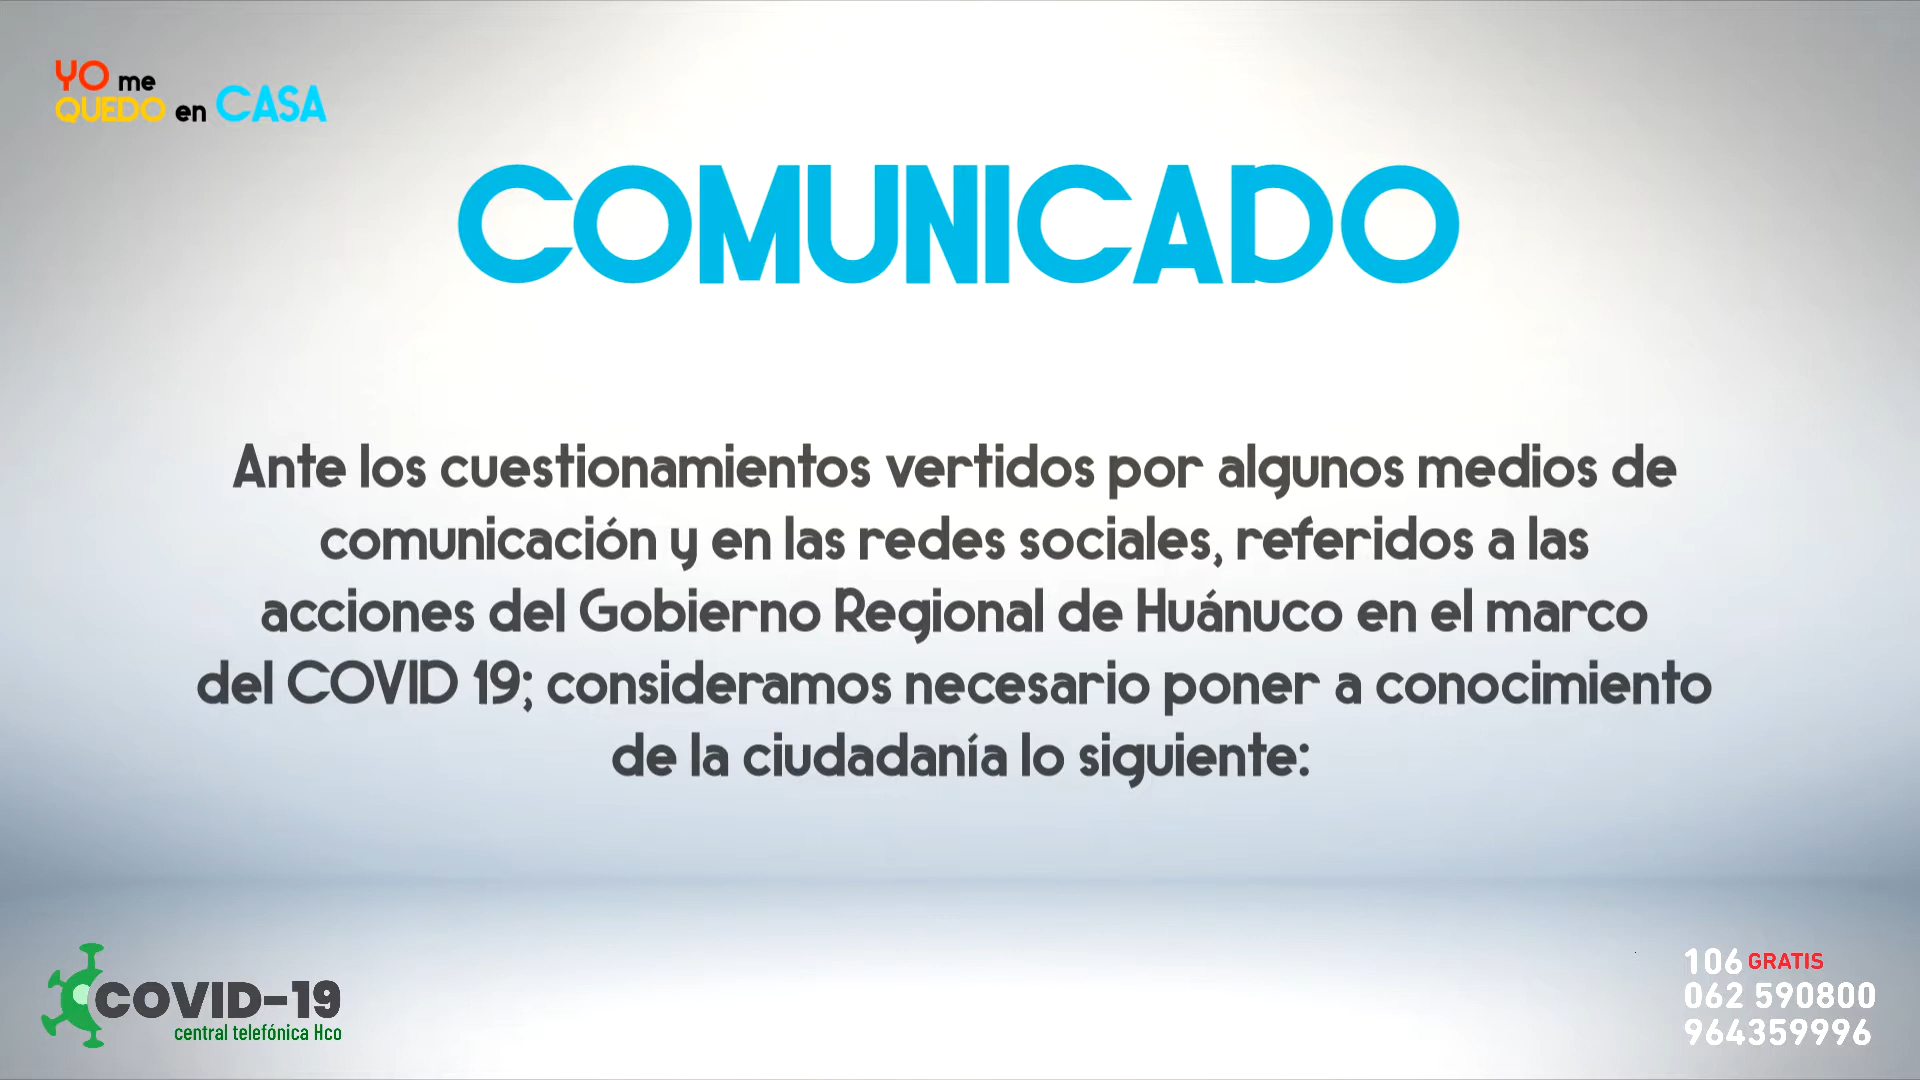 YO me
QUEDO en CASA
COMUNICADO
Ante los cuestionamientos vertidos por algunos medios de
comunicación y en las redes sociales, referidos a las
acciones del Gobierno Regional de Huánuco en el marco
del COVID 19; consideramos necesario poner a conocimiento
de la ciudadanía lo siguiente:
COVID-19
central telefónica Hco
106 GRATIS
062 590800
964359996